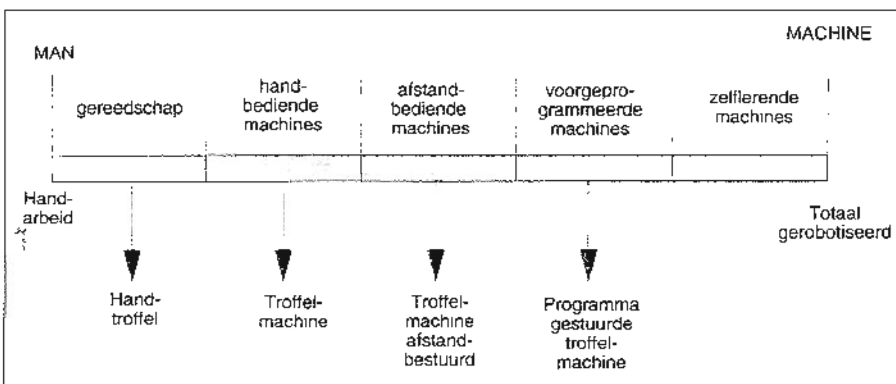 MACHINE
MAN
gereedschap
hand-
bediende
machines
afstand-
bediende
machines
voorgepro-
grammeerde
machines
zelflerende
machines
Hand-
arbeid
Totaal
gerobotiseerd
Hand-
troffel
Troffel-
machine
Troffel-
machine
afstand-
bestuurd
Programma
gestuurde
troffel-
machine